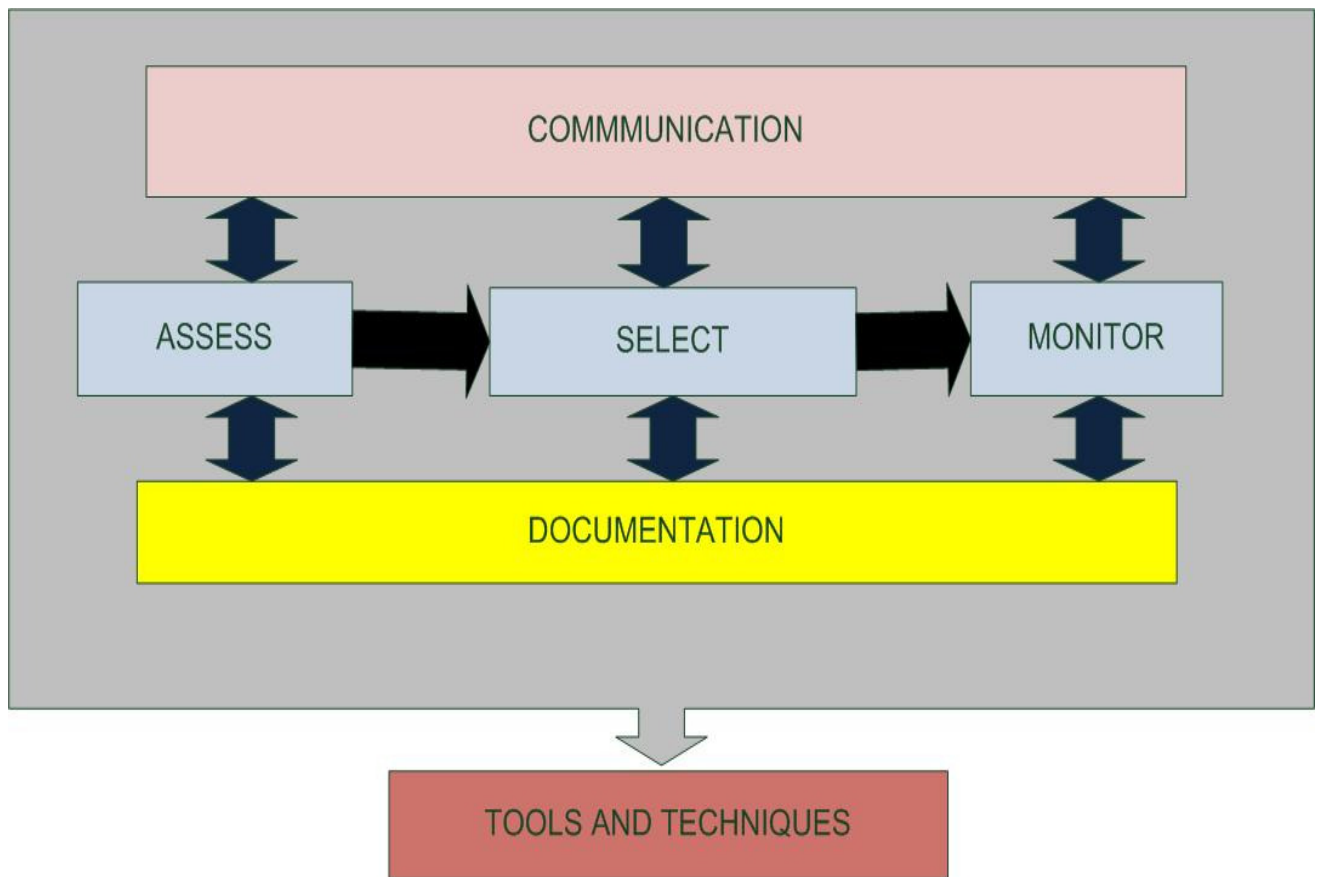 COMMMUNICATION
ASSESS
SELECT
MONITOR
DOCUMENTATION
TOOLS AND TECHNIQUES